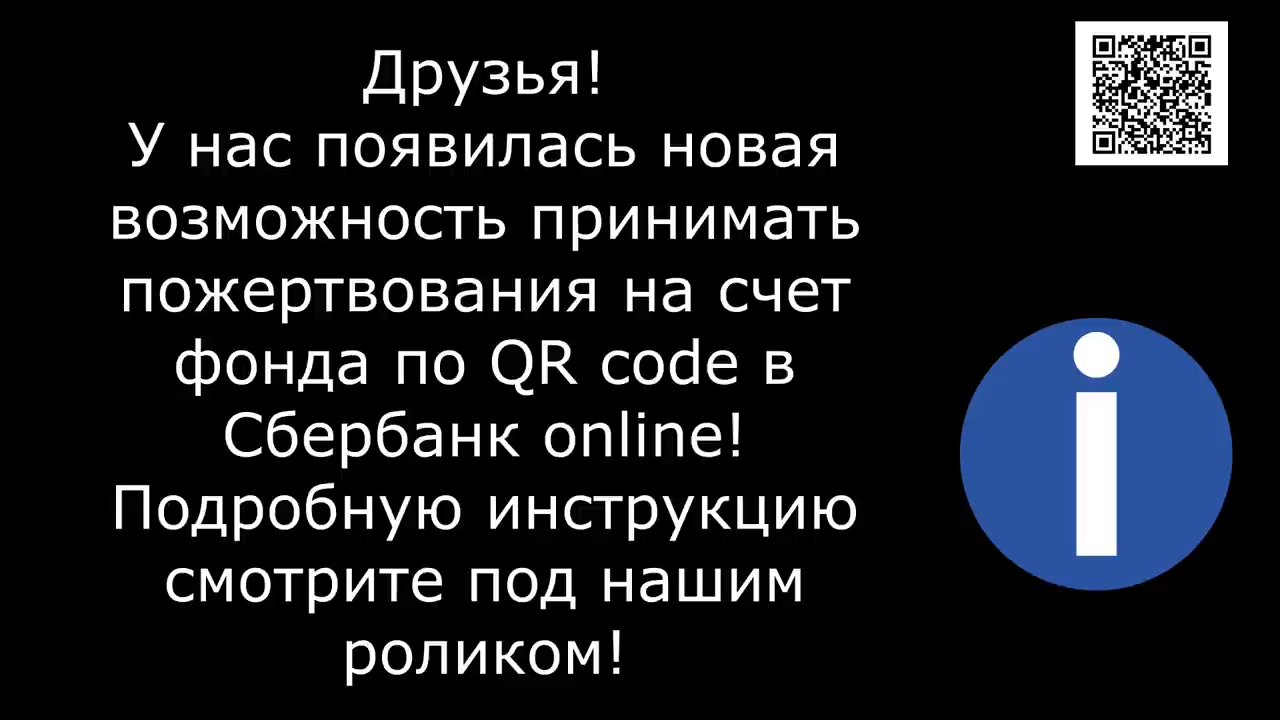 Друзья!
У нас появилась новая
возможность принимать
пожертвования на счет
фонда по QR code в
Сбербанк online!
Подробную инструкцию
смотрите под нашим
роликом!